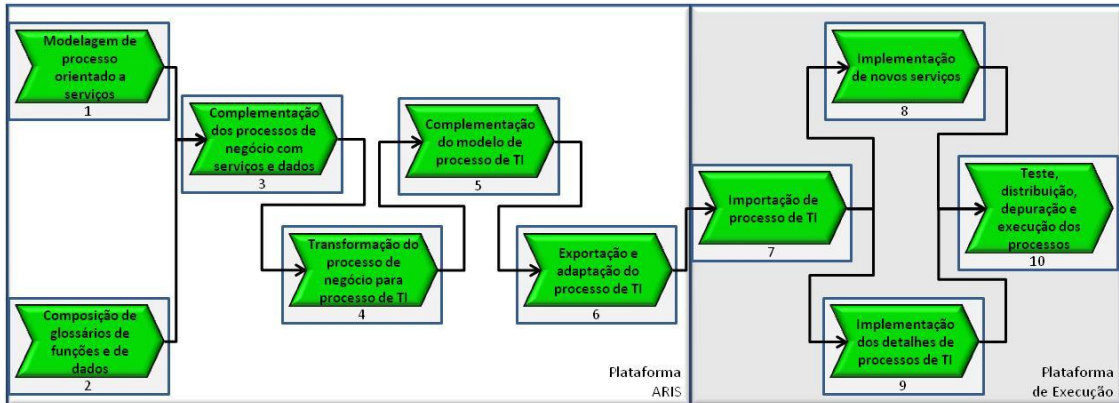 Modelagem de
processo
orientado a
serviços
1
Composição de
glossários de
funções e de
dados
2
Complementação
dos processos de
negócio com
serviços e dados
3
Transformação do
processo de
negócio para
processo de TI
4
Complementação
do modelo de
processo de TI
5
Exportação e
adaptação do
processo de TI
6
Plataforma
ARIS
Importação de
processo de TI
7
Implementação
de novos serviços
8
Implementação
dos detalhes de
processos de TI
9
Teste,
distribuição,
depuração e
execução dos
processos
10
Plataforma
de Execução